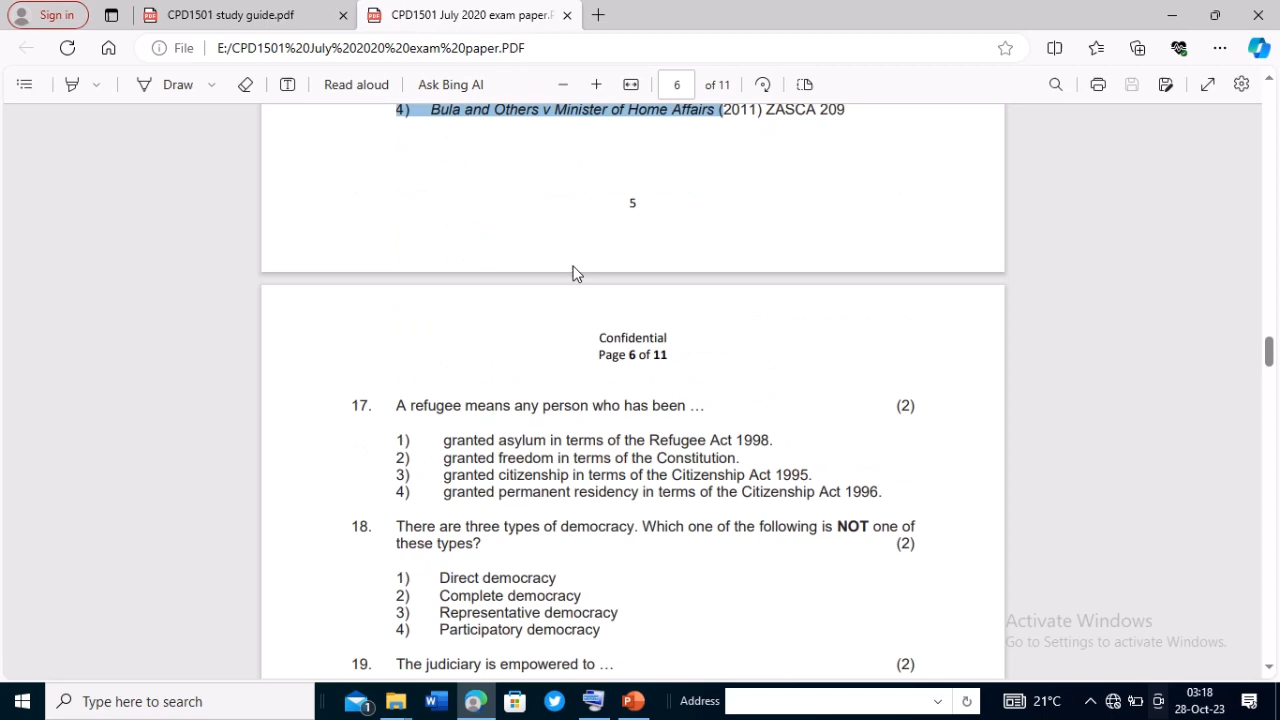 Sign in
CPD1501 study guide.pdf
CPD1501 July 2020 exam paper.P
File
E:/CPD1501%20July%202020%20exam%20paper.PDF
Draw
Read aloud
Ask Bing AI
6
of 11
4) Bula and Others v Minister of Home Affairs (2011) ZASCA 209
5
Confidential
Page 6 of 11
17. A refugee means any person who has been … (2)
1) granted asylum in terms of the Refugee Act 1998.
2) granted freedom in terms of the Constitution.
3) granted citizenship in terms of the Citizenship Act 1995.
4) granted permanent residency in terms of the Citizenship Act 1996.
18. There are three types of democracy. Which one of the following is NOT one of
these types? (2)
1) Direct democracy
2) Complete democracy
3) Representative democracy
4) Participatory democracy
19. The judiciary is empowered to … (2)
Activate Windows
Go to Settings to activate Windows.
Type here to search
1
Address
21°C
03:18
28-Oct-23